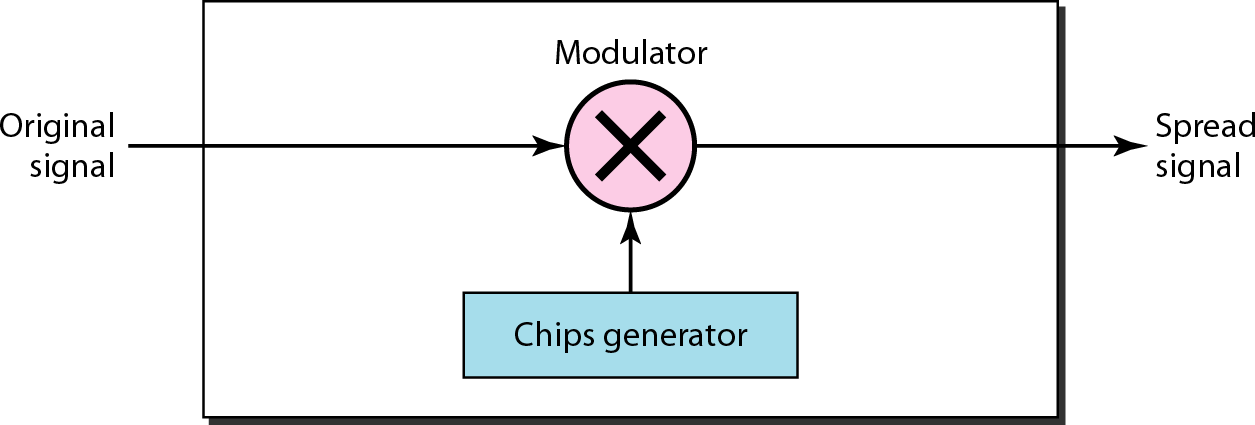 Modulator
Original
signal
Spread
signal
Chips generator